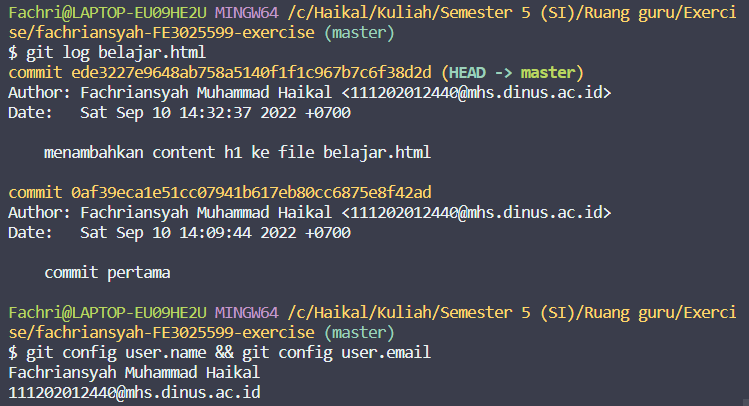 Fachri@LAPTOP-EU09HE2U MINGW64 /c/Haikal/Kuliah/Semester 5 (SI)/Ruang guru/Exerci
se/fachriansyah-FE3025599-exercise (master)
$ git log belajar.html
commit ede3227e9648ab758a5140f1f1c967b7c6f38d2d (HEAD -> master)
Author: Fachriansyah Muhammad Haikal <111202012440@mhs.dinus.ac.id>
Date:   Sat Sep 10 14:32:37 2022 +0700
menambahkan content h1 ke file belajar.html
commit 0af39eca1e51cc07941b617eb80cc6875e8f42ad
Author: Fachriansyah Muhammad Haikal <111202012440@mhs.dinus.ac.id>
Date:   Sat Sep 10 14:09:44 2022 +0700
commit pertama
Fachri@LAPTOP-EU09HE2U MINGW64 /c/Haikal/Kuliah/Semester 5 (SI)/Ruang guru/Exerci
se/fachriansyah-FE3025599-exercise (master)
$ git config user.name && git config user.email
Fachriansyah Muhammad Haikal
111202012440@mhs.dinus.ac.id